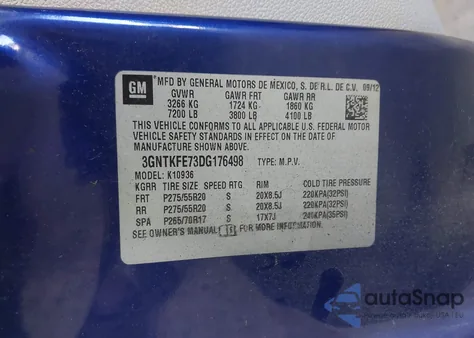 GM
*MFD BY GENERAL MOTORS DE MEXICO, S. DE R.L. DE C.V. 09/12
GVWR GAWR FRT GAWR RR
3266 KG 1724 KG 1860 KG
7200 LB 3800 LB 4100 LB
THIS VEHICLE CONFORMS TO ALL APPLICABLE U.S. FEDERAL MOTOR
VEHICLE SAFETY STANDARDS IN EFFECT ON THE DATE OF
MANUFACTURE SHOWN ABOVE.
3GNTKFE73DG176498 TYPE: M.P.V.
MODEL: K10936
KGRR TIRE SIZE SPEED RTG RIM COLD TIRE PRESSURE
FRT P275/55R20 S 20X8.5J 220KPA(32PSI)
RR P275/55R20 S 20X8.5J 220KPA(32PSI)
SPA P265/70R17 S 17X7J 240KPA(35PSI)
SEE OWNER'S MANUAL FOR MORE INFORMATION.
autoSnap